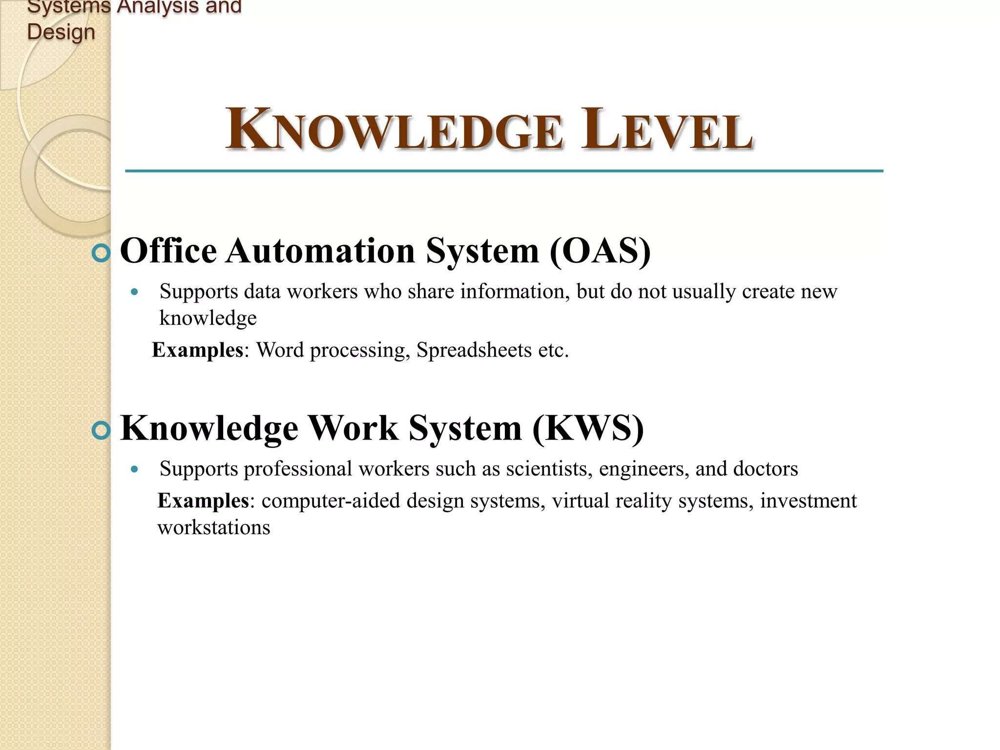 Systems Analysis and
Design
KNOWLEDGE LEVEL
Office Automation System (OAS)
Supports data workers who share information, but do not usually create new
knowledge
Examples: Word processing, Spreadsheets etc.
Knowledge Work System (KWS)
Supports professional workers such as scientists, engineers, and doctors
Examples: computer-aided design systems, virtual reality systems, investment
workstations